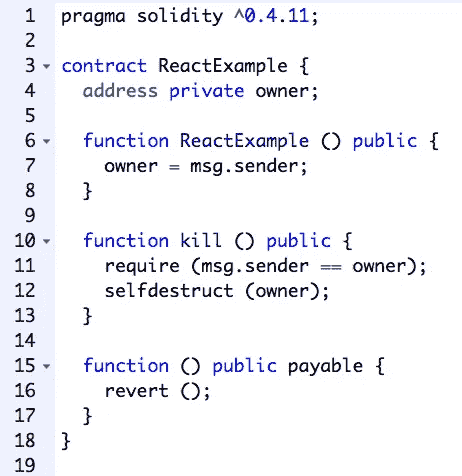 1 pragma solidity ^0.4.11;
2
3 contract ReactExample {
4   address private owner;
5
6   function ReactExample () public {
7     owner = msg.sender;
8   }
9
10   function kill () public {
11     require (msg.sender == owner);
12     selfdestruct (owner);
13   }
14
15   function () public payable {
16     revert ();
17   }
18 }
19